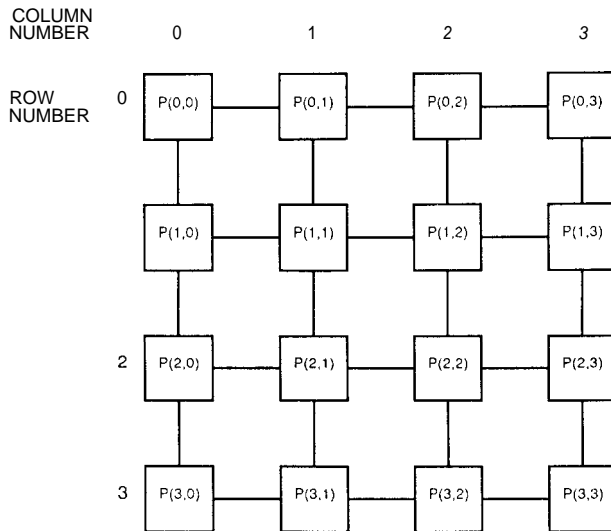 COLUMN
NUMBER 0 1 2 3
ROW
NUMBER 0 P(0,0) P(0,1) P(0,2) P(0,3)
P(1,0) P(1,1) P(1,2) P(1,3)
2 P(2,0) P(2,1) P(2,2) P(2,3)
3 P(3,0) P(3,1) P(3,2) P(3,3)